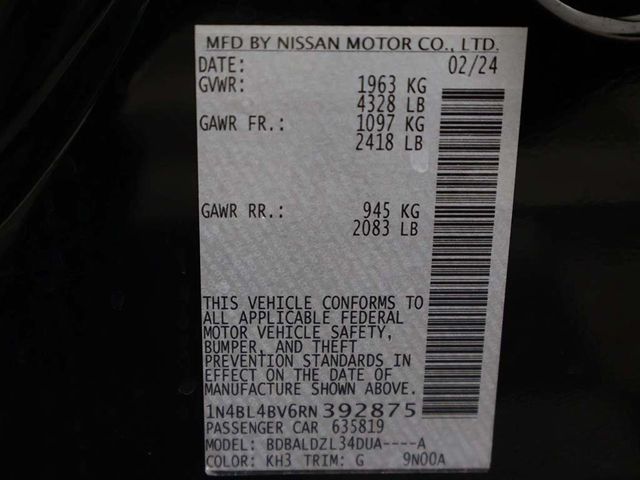 MFD BY NISSAN MOTOR CO., LTD.
DATE: 02/24
GVWR: 1963 KG
4328 LB
GAWR FR.: 1097 KG
2418 LB
GAWR RR.: 945 KG
2083 LB
THIS VEHICLE CONFORMS TO
ALL APPLICABLE FEDERAL
MOTOR VEHICLE SAFETY,
BUMPER, AND THEFT
PREVENTION STANDARDS IN
EFFECT ON THE DATE OF
MANUFACTURE SHOWN ABOVE.
1N4BL4BV6RN392875
PASSENGER CAR 635819
MODEL: BDBALDZL34DUA----A
COLOR: KH3 TRIM: G 9N00A